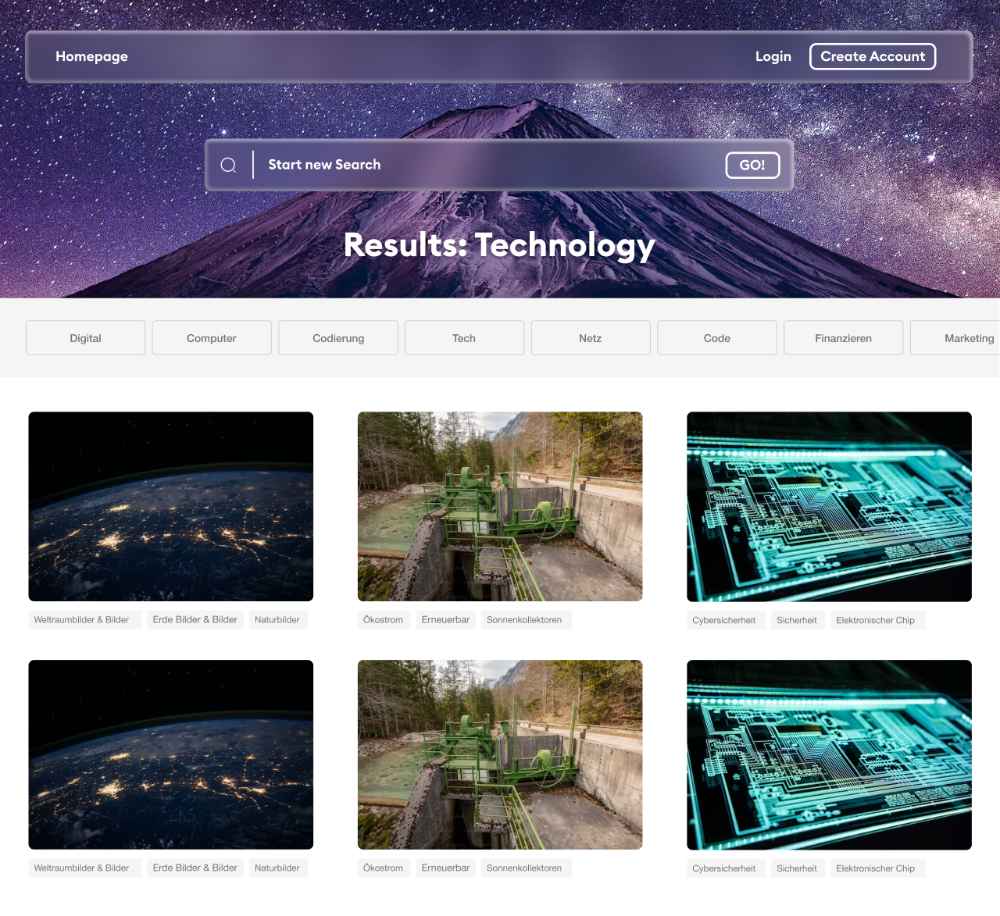 Homepage Login Create Account
Start new Search GO!
Results: Technology
Digital Computer Codierung Tech Netz Code Finanzieren Marketing
Weltraumbilder & Bilder Erde Bilder & Bilder Naturbilder Ökostrom Erneuerbar Sonnenkollektoren Cybersicherheit Sicherheit Elektronischer Chip
Weltraumbilder & Bilder Erde Bilder & Bilder Naturbilder Ökostrom Erneuerbar Sonnenkollektoren Cybersicherheit Sicherheit Elektronischer Chip